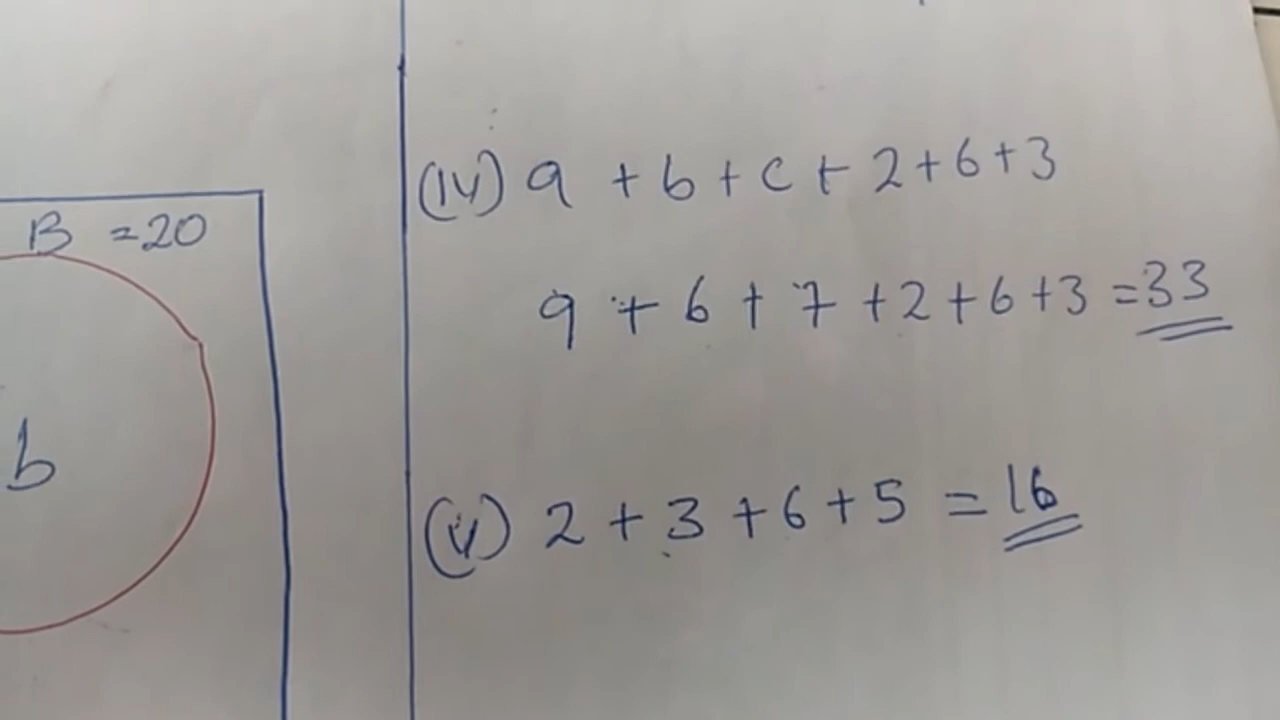 (iv) a + b + c + 2 + 6 + 3
B = 20
9 + 6 + 7 + 2 + 6 + 3 = 33
b
(v) 2 + 3 + 6 + 5 = 16